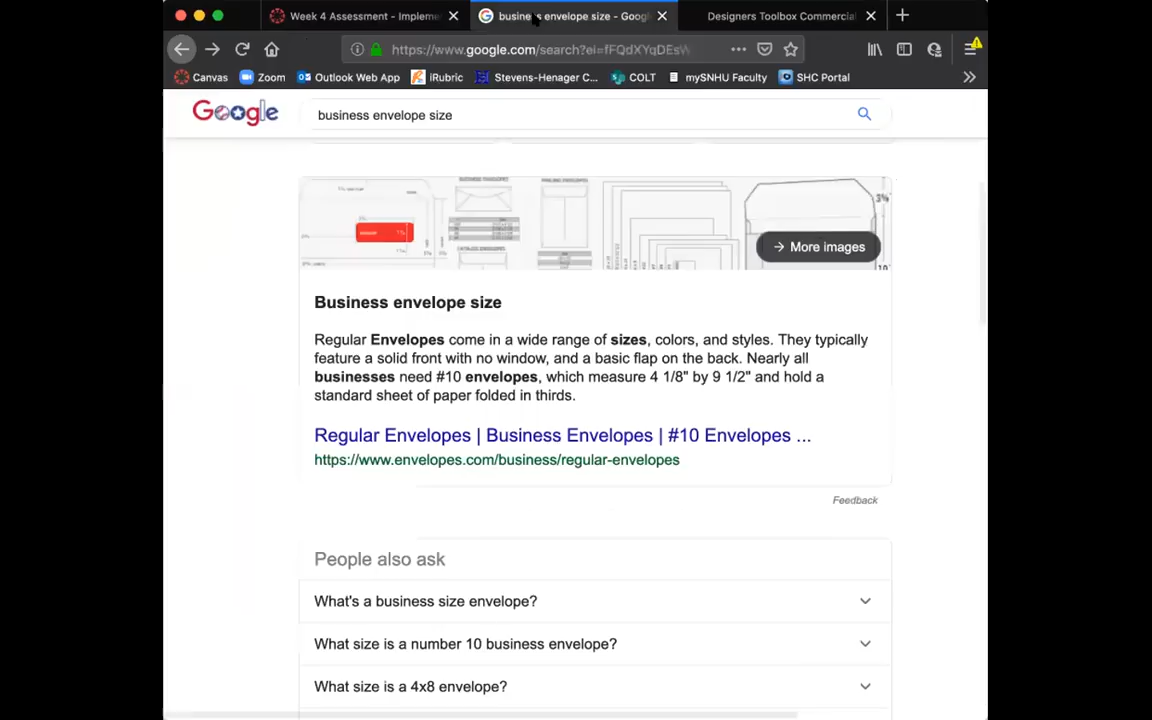 Week 4 Assessment - Impleme
business envelope size - Goog
Designers Toolbox Commercial
https://www.google.com/search?ei=fFQdXYqDEsW
Canvas
Zoom
Outlook Web App
iRubric
Stevens-Henager C...
COLT
mySNHU Faculty
SHC Portal
Google
business envelope size
More images
Business envelope size
Regular Envelopes come in a wide range of sizes, colors, and styles. They typically
feature a solid front with no window, and a basic flap on the back. Nearly all
businesses need #10 envelopes, which measure 4 1/8" by 9 1/2" and hold a
standard sheet of paper folded in thirds.
Regular Envelopes | Business Envelopes | #10 Envelopes ...
https://www.envelopes.com/business/regular-envelopes
Feedback
People also ask
What's a business size envelope?
What size is a number 10 business envelope?
What size is a 4x8 envelope?